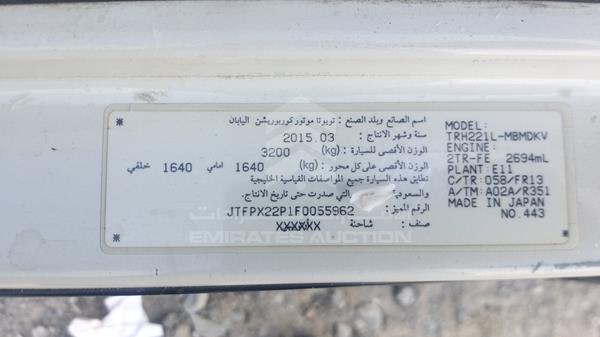 اسم الصانع وبلد الصنع : تويوتا موتور كوربوريشن اليابان
سنة وشهر الانتاج : 2015.03
الوزن الأقصى للسيارة : (kg) 3200
الوزن الأقصى على كل محور : (kg) 1640 امامي 1640 خلفي
تطابق هذه السيارة جميع المواصفات القياسية الخليجية
والسعودية التي صدرت حتى تاريخ الانتاج.
الرقم المميز : JTFPX22P1F0055962
صنف : شاحنة XXXXXX
MODEL:
TRH221L-MBMDKV
ENGINE:
2TR-FE 2694mL
PLANT: E11
C/TR: 058/FR13
A/TM: A02A/R351
MADE IN JAPAN
NO. 443
EMIRATES AUCTION